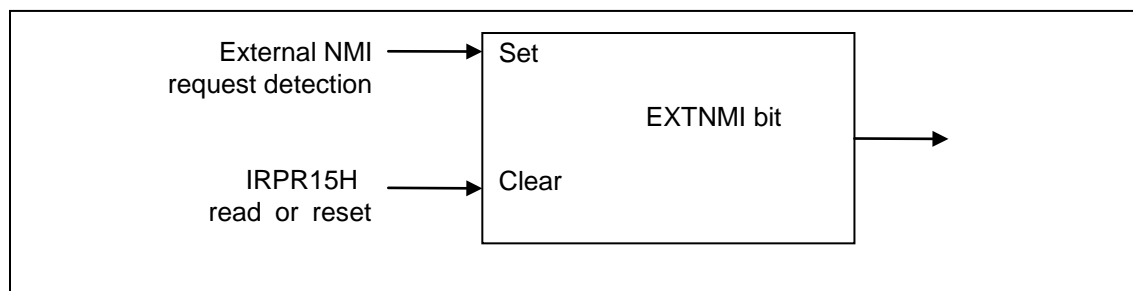 External NMI
request detection
Set
EXTNMI bit
IRPR15H
read or reset
Clear